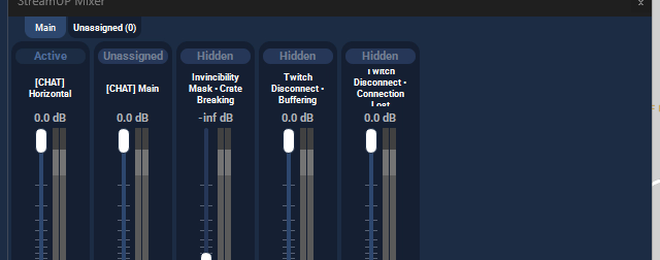 StreamUP Mixer
x
Main
Unassigned (0)
Active
Unassigned
Hidden
Hidden
Hidden
[CHAT]
Horizontal
[CHAT] Main
Invincibility
Mask • Crate
Breaking
Twitch
Disconnect •
Buffering
Twitch
Disconnect •
Connection
Lost
0.0 dB
0.0 dB
-inf dB
0.0 dB
0.0 dB